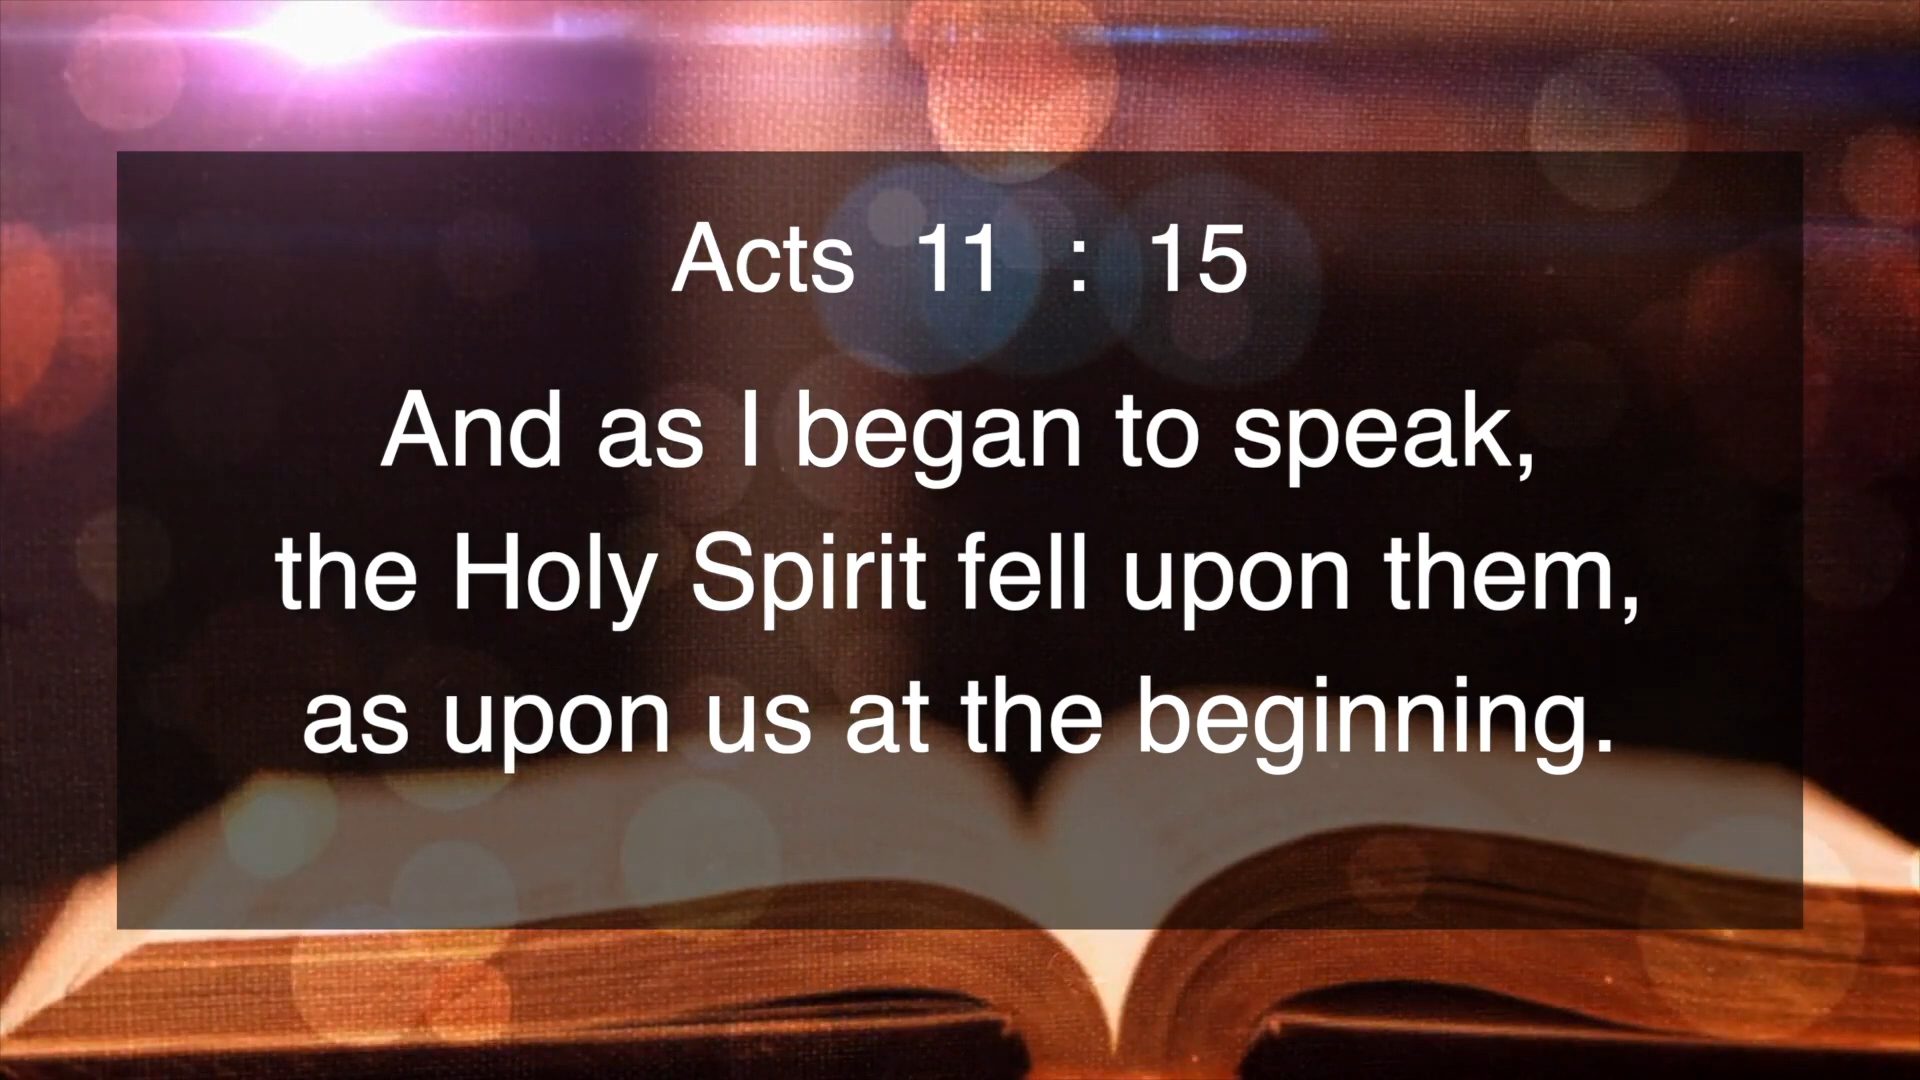 Acts 11 : 15
And as I began to speak,
the Holy Spirit fell upon them,
as upon us at the beginning.